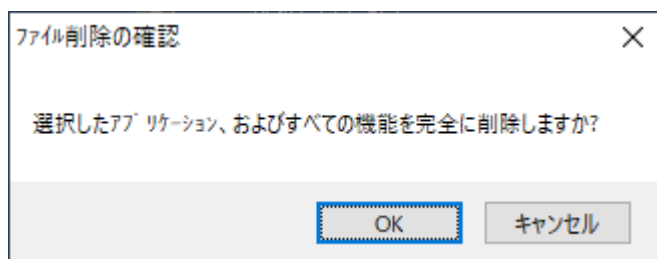 ﾌｧｲﾙ削除の確認
選択したｱﾌﾟﾘｹｰｼｮﾝ、およびすべての機能を完全に削除しますか?
OK
キャンセル